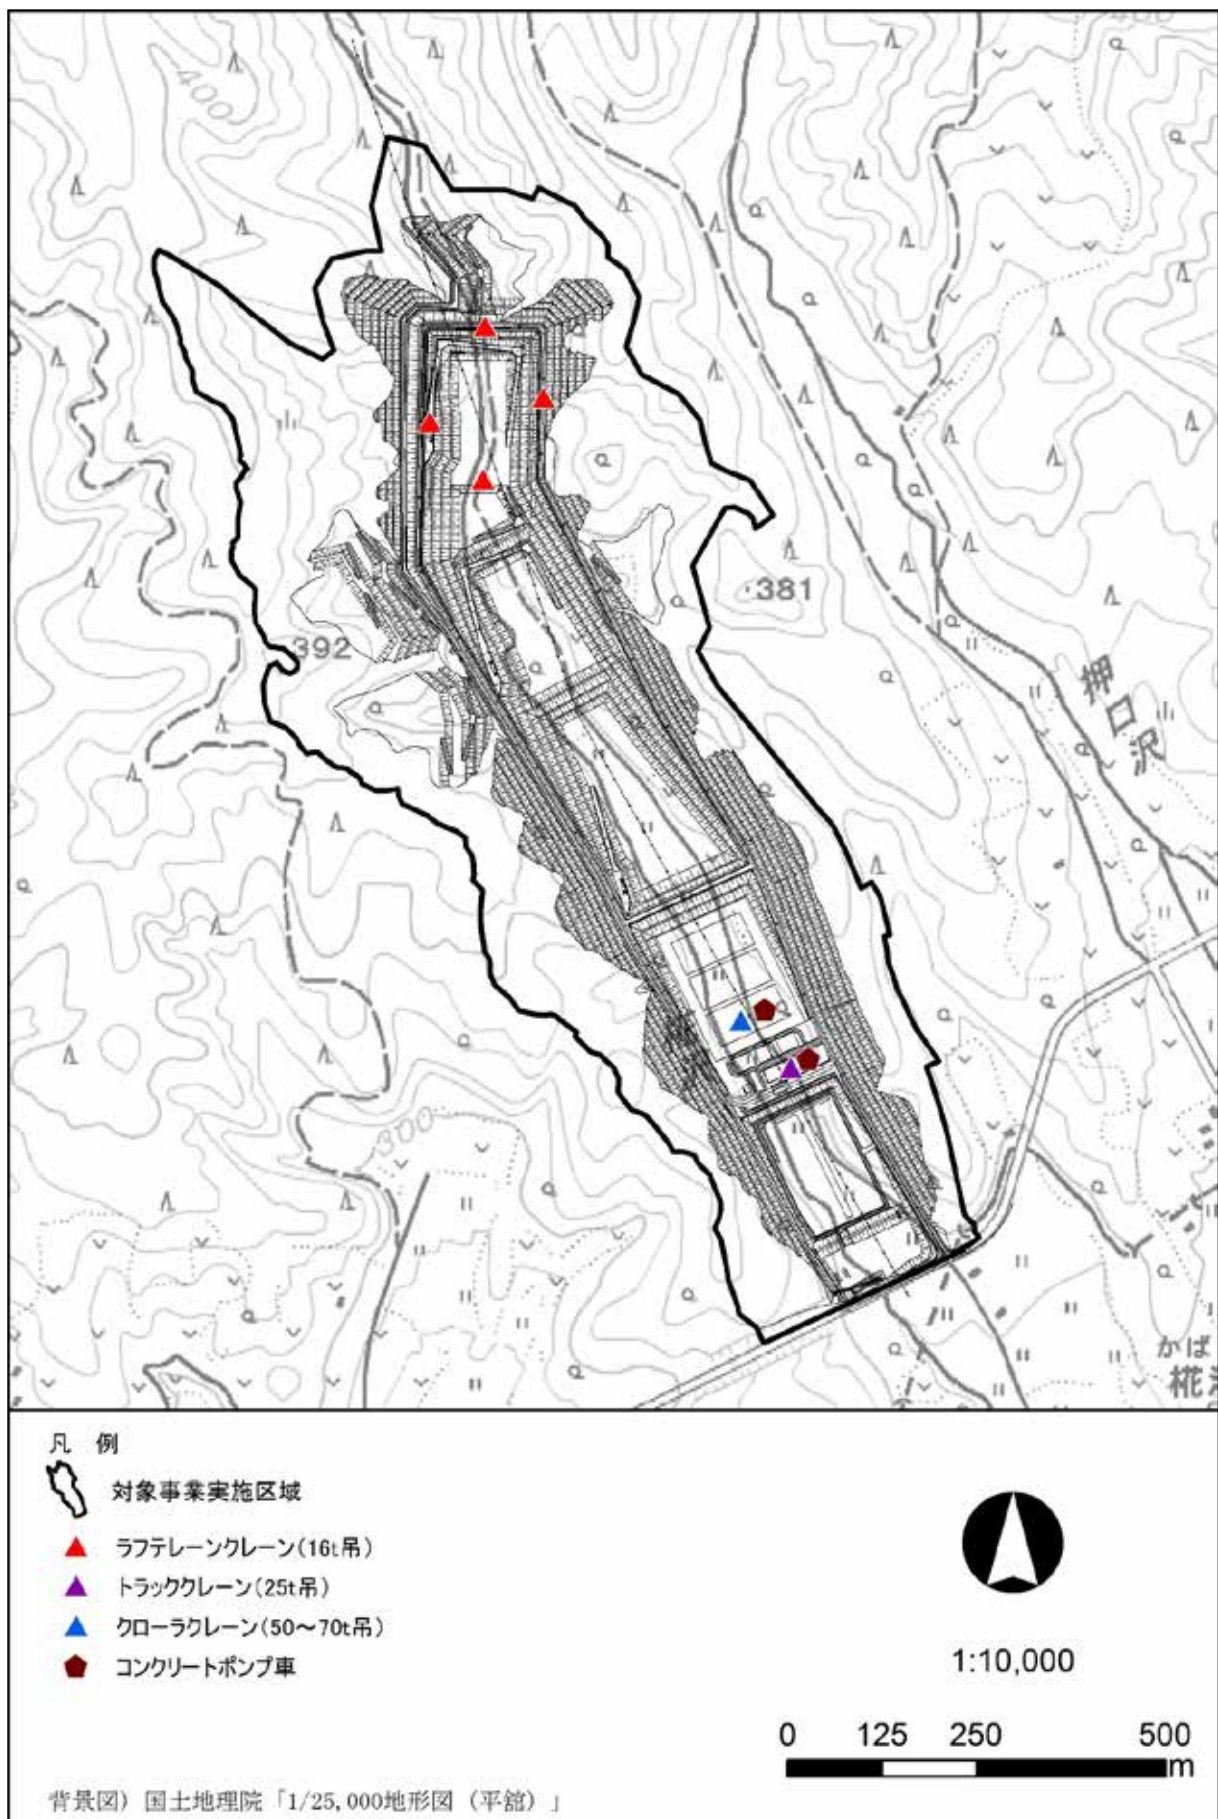 400
400
381
392
押口沢
300
かば
椛
凡 例
対象事業実施区域
ラフテレーンクレーン(16t吊)
トラッククレーン(25t吊)
クローラクレーン(50～70t吊)
コンクリートポンプ車
1:10,000
0 125 250 500
m
背景図）国土地理院「1/25,000地形図（平舘）」